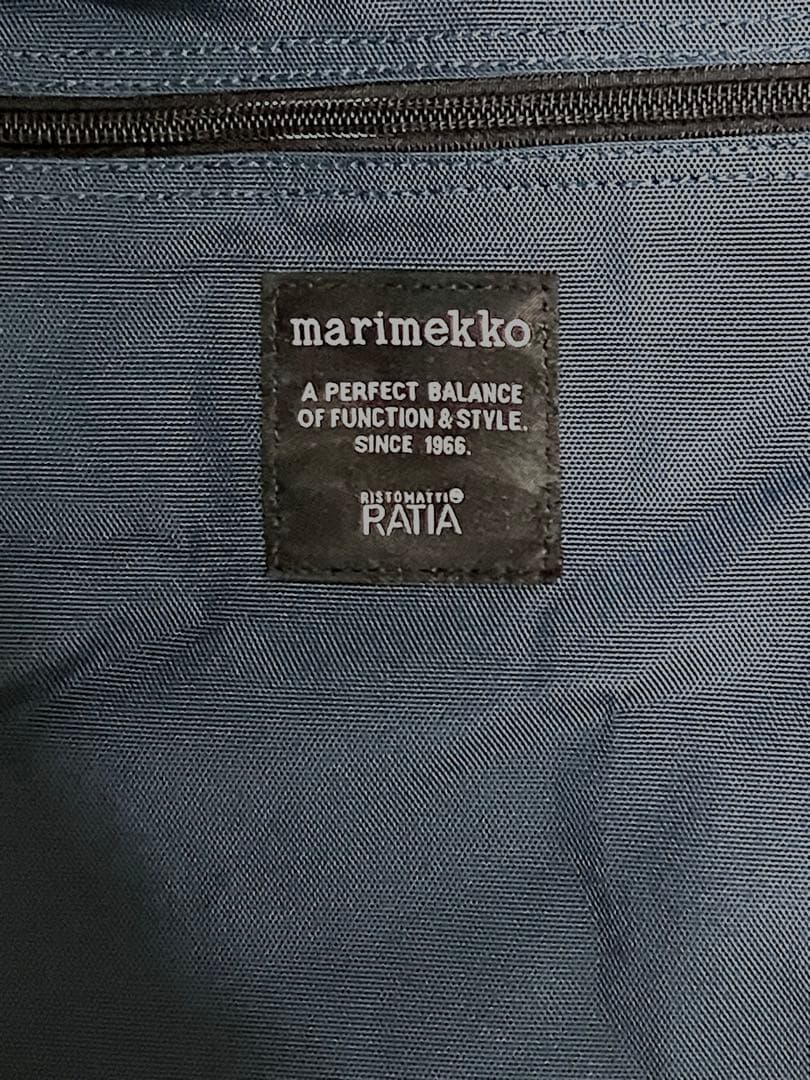 marimekko
A PERFECT BALANCE
OF FUNCTION & STYLE.
SINCE 1966.
RISTOMATTI
RATIA